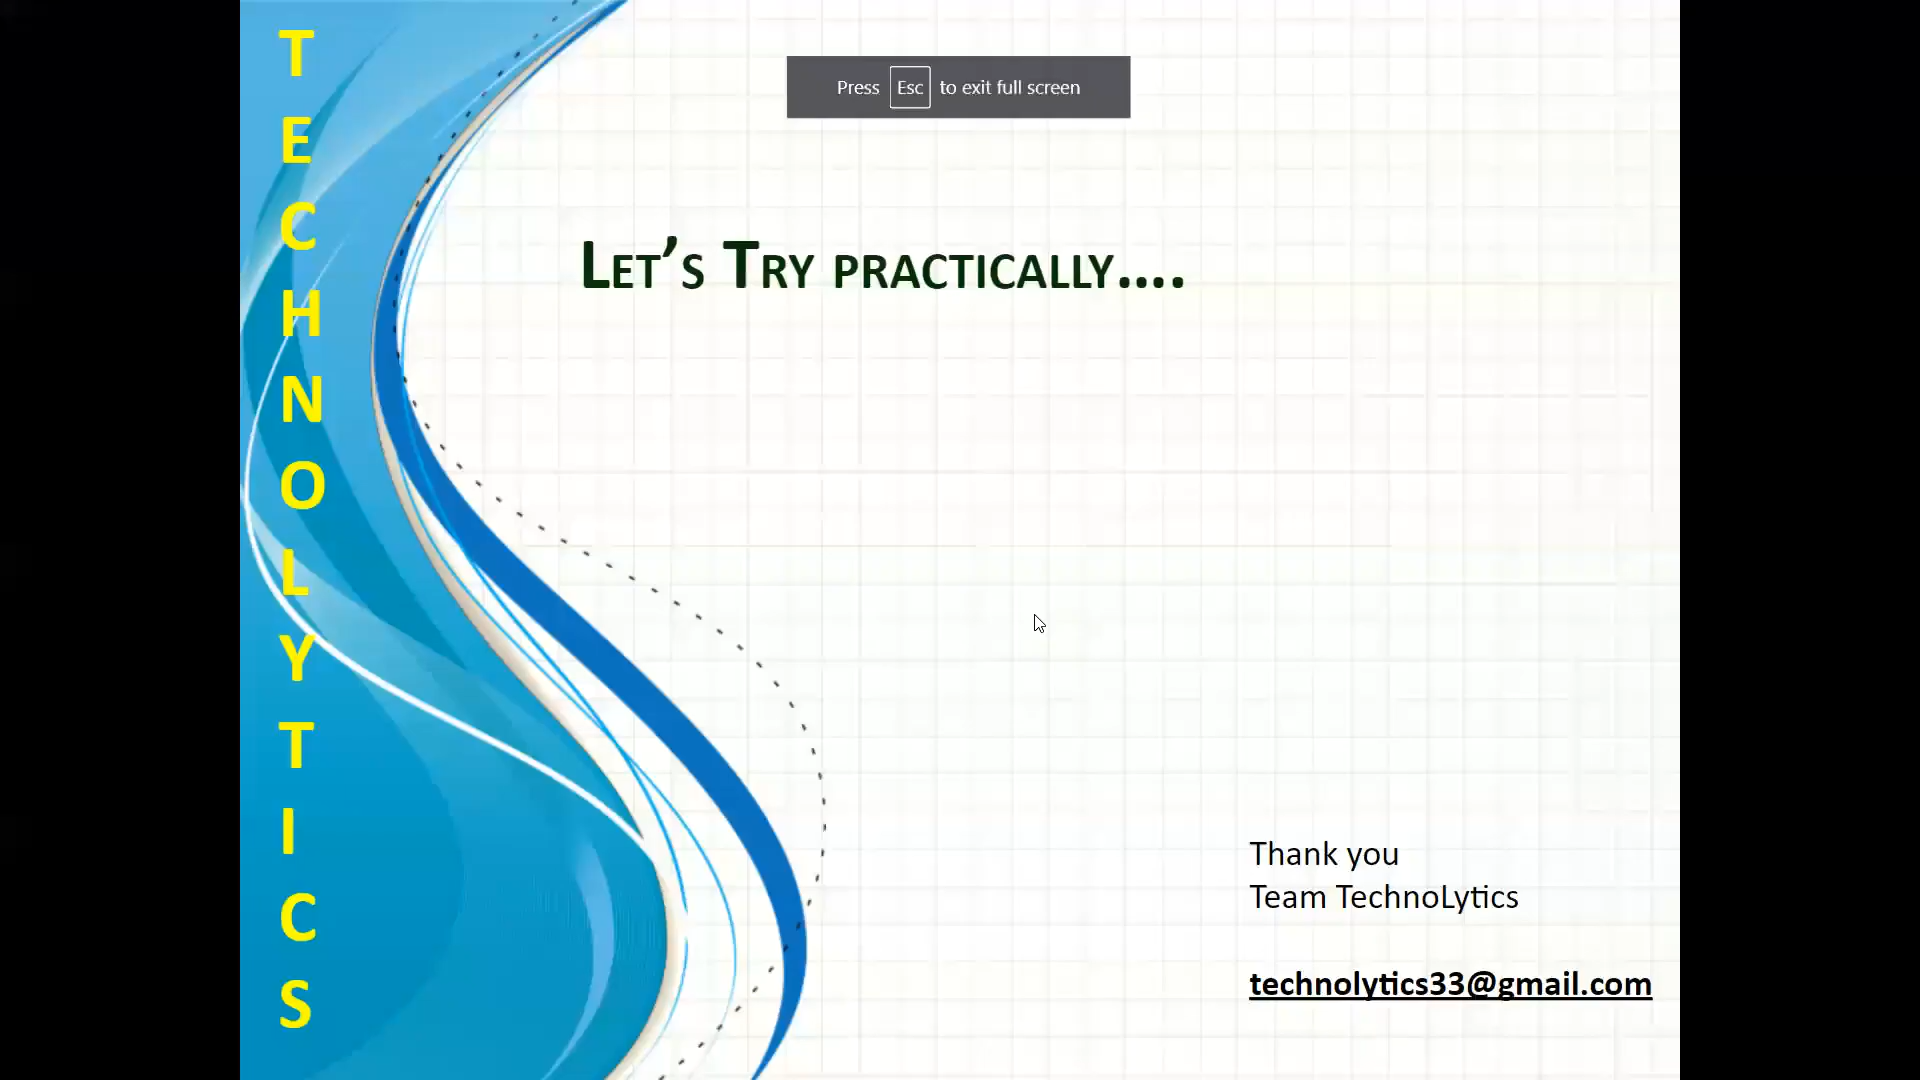 TECHNOLYTICS
Press Esc to exit full screen
Let's Try practically....
Thank you
Team TechnoLytics
technolytics33@gmail.com